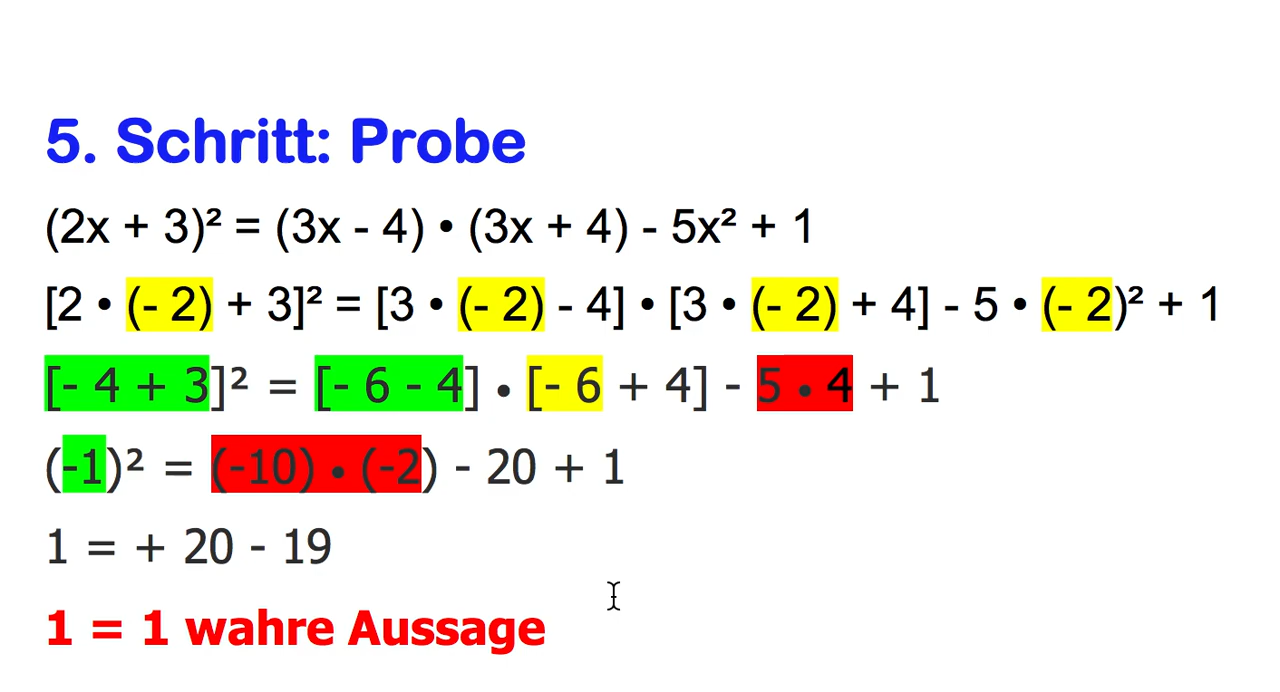 5. Schritt: Probe
(2x + 3)² = (3x - 4) • (3x + 4) - 5x² + 1
[2 • (- 2) + 3]² = [3 • (- 2) - 4] • [3 • (- 2) + 4] - 5 • (- 2)² + 1
[- 4 + 3]² = [- 6 - 4] • [- 6 + 4] - 5 • 4 + 1
(-1)² = (-10) • (-2) - 20 + 1
1 = + 20 - 19
1 = 1 wahre Aussage